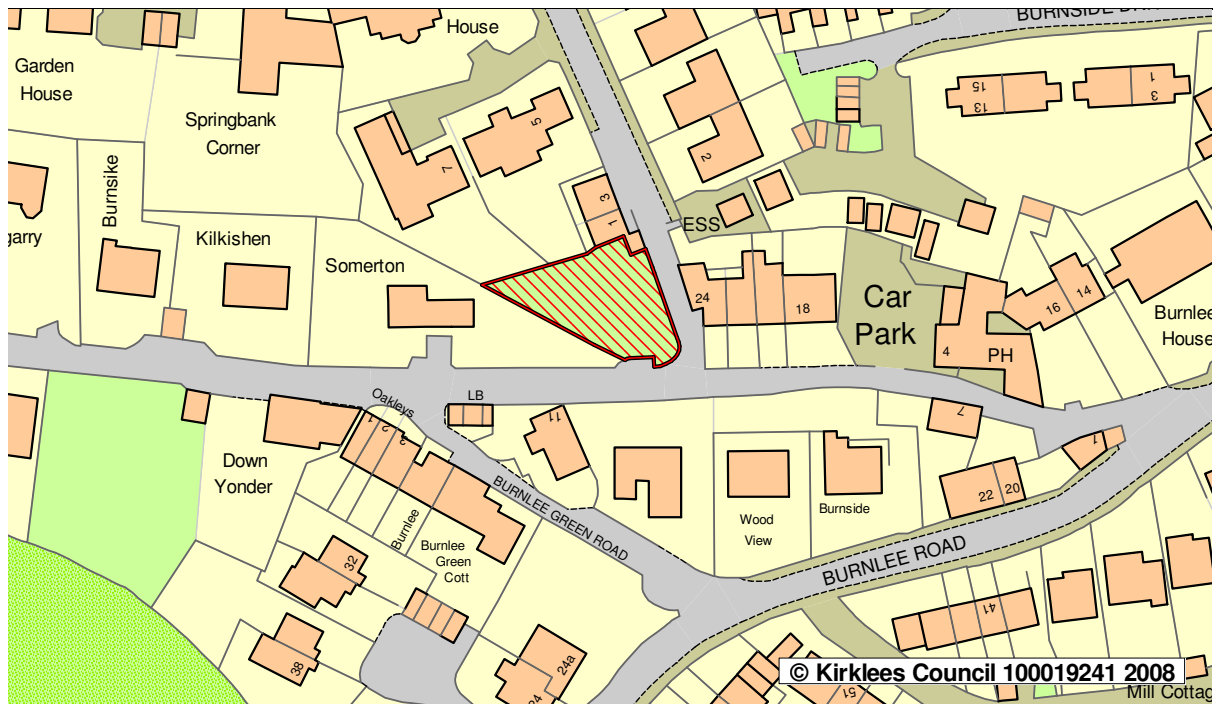 BURNSIDE DRI
House
Garden
House
Springbank
Corner
5
7
2
15
13
1
3
3
1
ESS
Burnsike
garry
Kilkishen
Somerton
24
18
Car
Park
4
PH
16
14
Burnlee
House
Oakleys
1
2
3
LB
11
7
1
Down
Yonder
Burnlee
Burnlee
Green
Cott
BURNLEE GREEN ROAD
Wood
View
Burnside
22
20
BURNLEE ROAD
32
38
24a
24
41
51
© Kirklees Council 100019241 2008
Mill Cottag